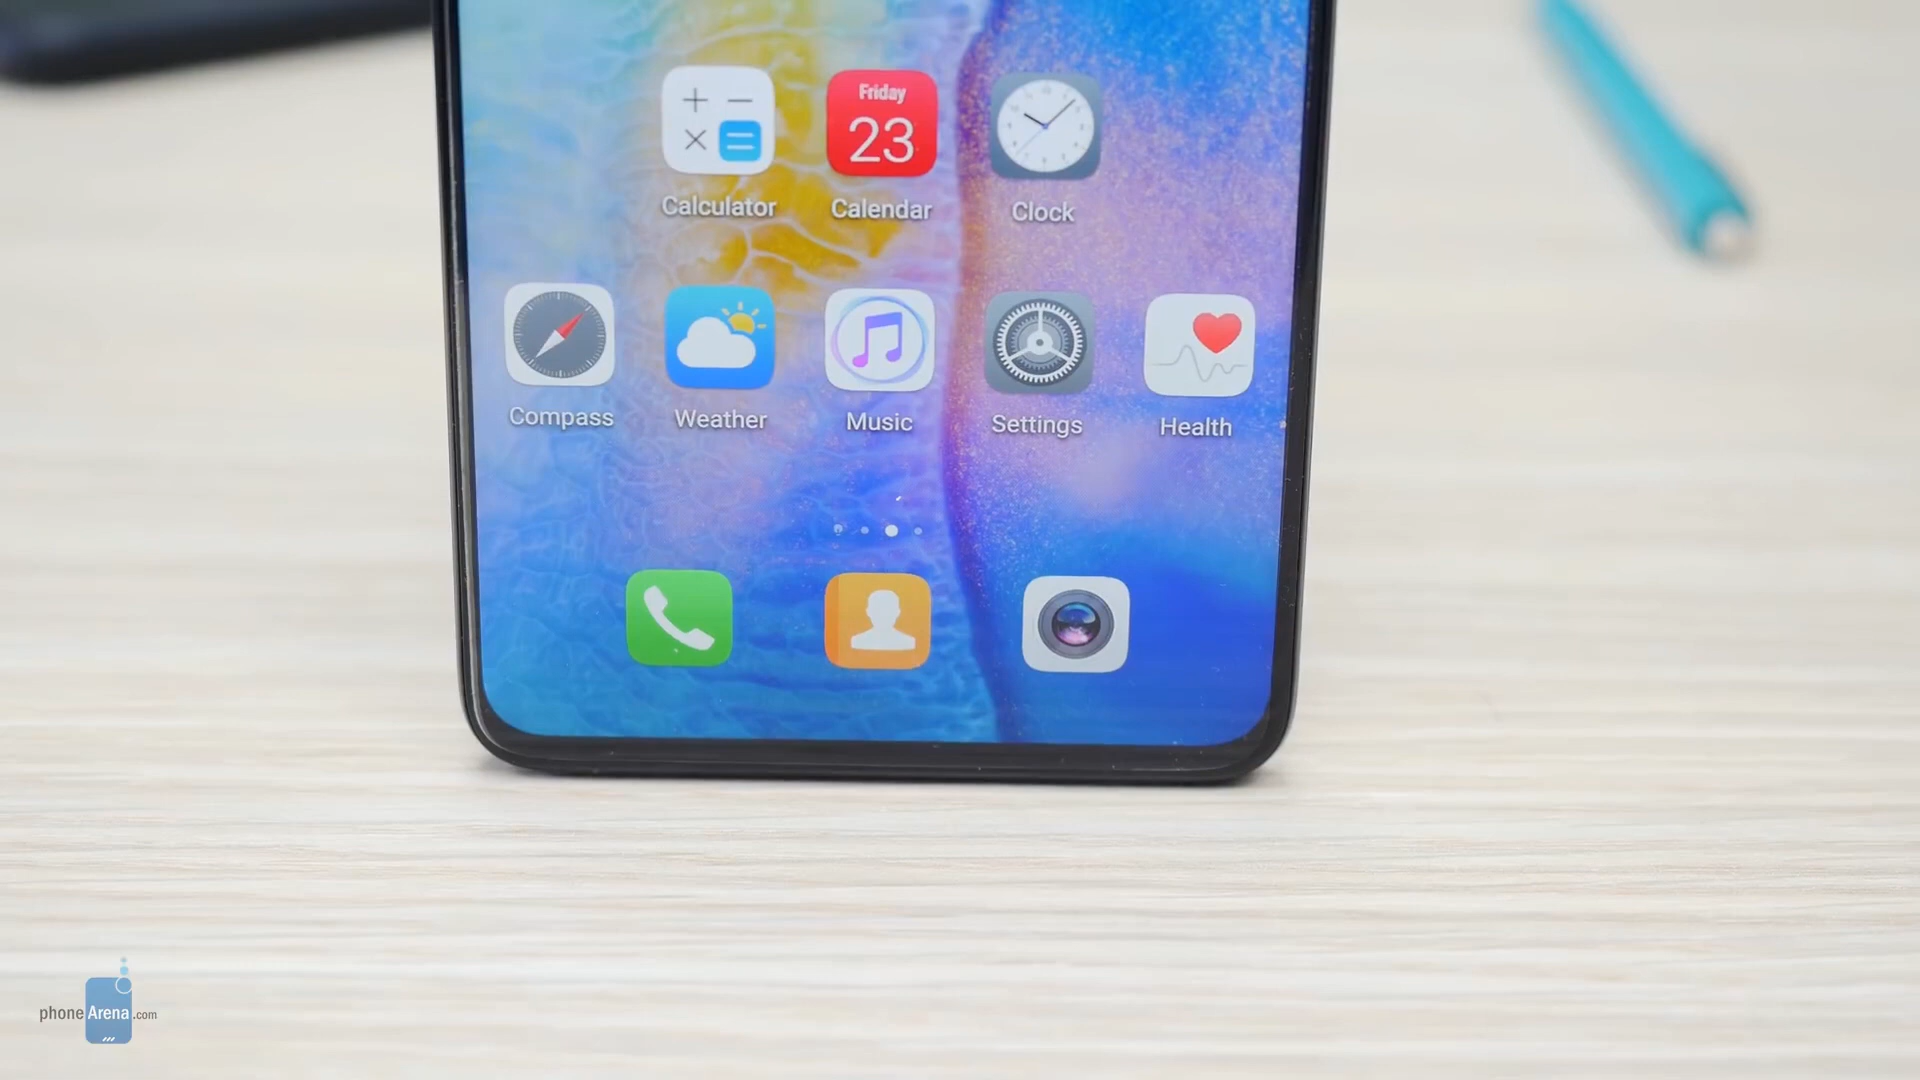 Friday
23
Calculator Calendar Clock
Compass Weather Music Settings Health
phoneArena.com